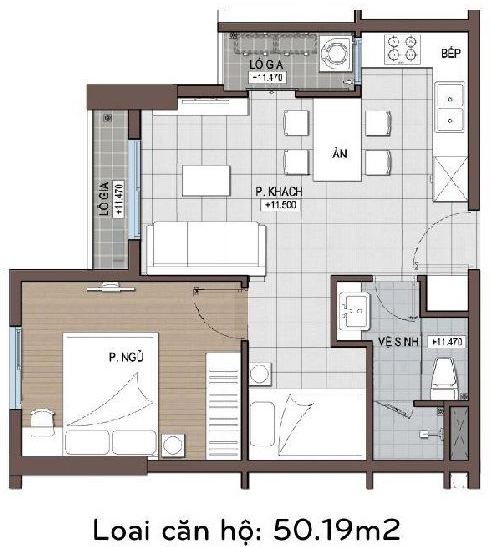 LÔ GIA
+11.470
BẾP
ĂN
LÔ GIA
+11.470
P. KHÁCH
+11.500
VỆ SINH
+11.470
P. NGỦ
Loai căn hộ: 50.19m2